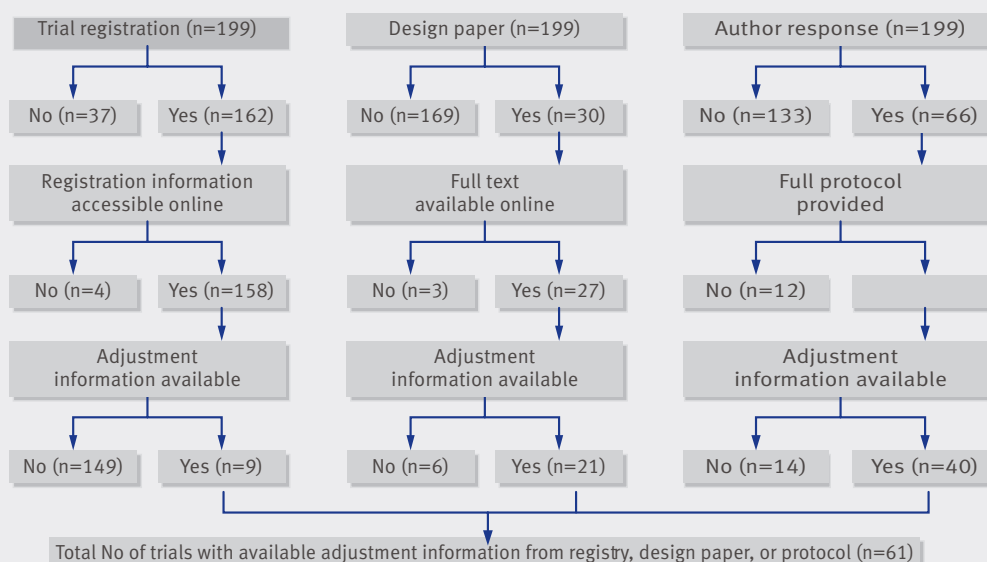 Trial registration (n=199)
Design paper (n=199)
Author response (n=199)
No (n=37)
Yes (n=162)
No (n=169)
Yes (n=30)
No (n=133)
Yes (n=66)
Registration information
accessible online
Full text
available online
Full protocol
provided
No (n=4)
Yes (n=158)
No (n=3)
Yes (n=27)
No (n=12)
Adjustment
information available
Adjustment
information available
Adjustment
information available
No (n=149)
Yes (n=9)
No (n=6)
Yes (n=21)
No (n=14)
Yes (n=40)
Total No of trials with available adjustment information from registry, design paper, or protocol (n=61)